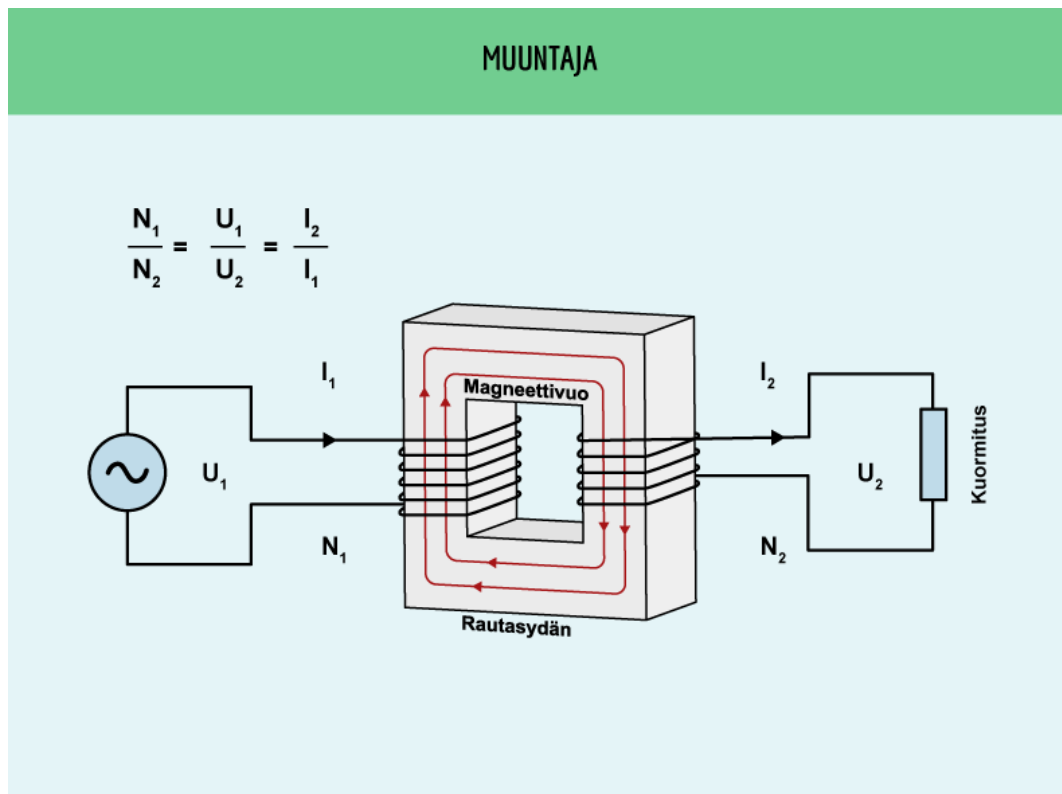 MUUNTAJA
N₁/N₂ = U₁/U₂ = I₂/I₁
I₁
Magneettivuo
I₂
U₁
U₂
Kuormitus
N₁
N₂
Rautasydän